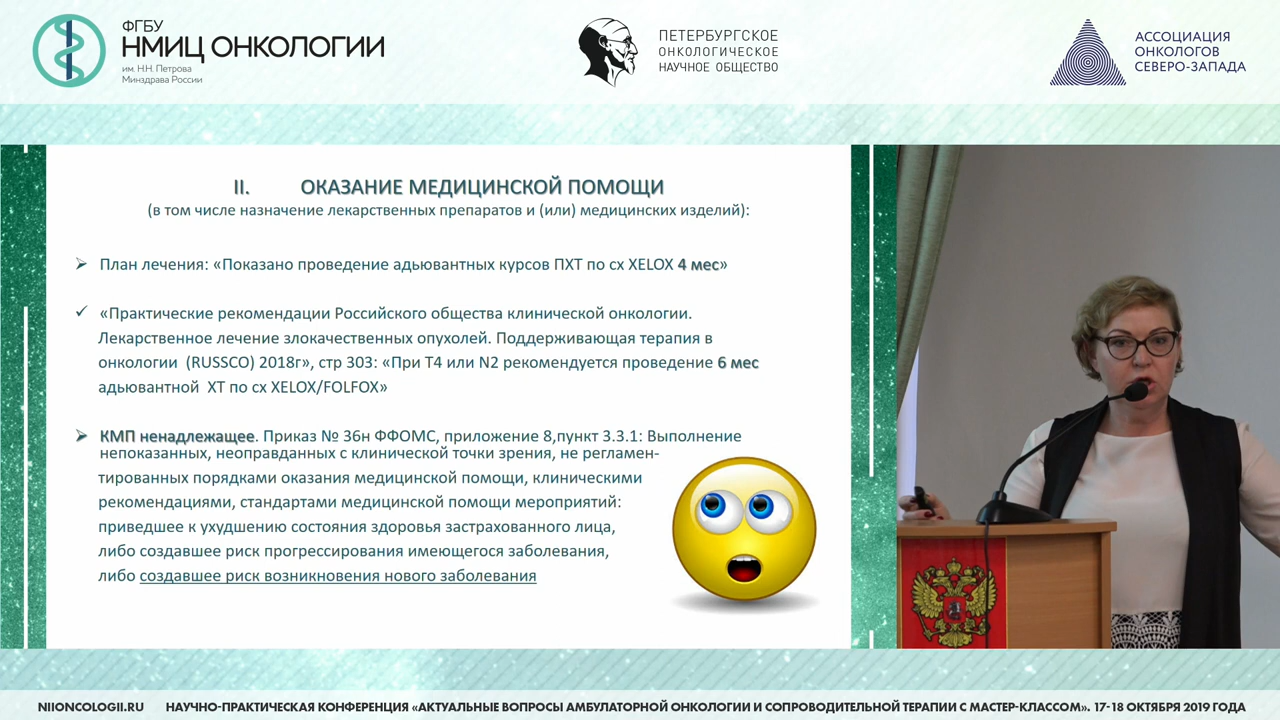 ФГБУ
НМИЦ ОНКОЛОГИИ
им. Н.Н. Петрова
Минздрава России
ПЕТЕРБУРГСКОЕ
ОНКОЛОГИЧЕСКОЕ
НАУЧНОЕ ОБЩЕСТВО
АССОЦИАЦИЯ
ОНКОЛОГОВ
СЕВЕРО-ЗАПАДА
II. ОКАЗАНИЕ МЕДИЦИНСКОЙ ПОМОЩИ
(в том числе назначение лекарственных препаратов и (или) медицинских изделий):
➢ План лечения: «Показано проведение адьювантных курсов ПХТ по сх XELOX 4 мес»
✓ «Практические рекомендации Российского общества клинической онкологии.
Лекарственное лечение злокачественных опухолей. Поддерживающая терапия в
онкологии (RUSSCO) 2018г», стр 303: «При Т4 или N2 рекомендуется проведение 6 мес
адьювантной ХТ по сх XELOX/FOLFOX»
➢ КМП ненадлежащее. Приказ № 36н ФФОМС, приложение 8,пункт 3.3.1: Выполнение
непоказанных, неоправданных с клинической точки зрения, не регламен-
тированных порядками оказания медицинской помощи, клиническими
рекомендациями, стандартами медицинской помощи мероприятий:
приведшее к ухудшению состояния здоровья застрахованного лица,
либо создавшее риск прогрессирования имеющегося заболевания,
либо создавшее риск возникновения нового заболевания
NIIONCOLOGII.RU НАУЧНО-ПРАКТИЧЕСКАЯ КОНФЕРЕНЦИЯ «АКТУАЛЬНЫЕ ВОПРОСЫ АМБУЛАТОРНОЙ ОНКОЛОГИИ И СОПРОВОДИТЕЛЬНОЙ ТЕРАПИИ С МАСТЕР-КЛАССОМ». 17-18 ОКТЯБРЯ 2019 ГОДА